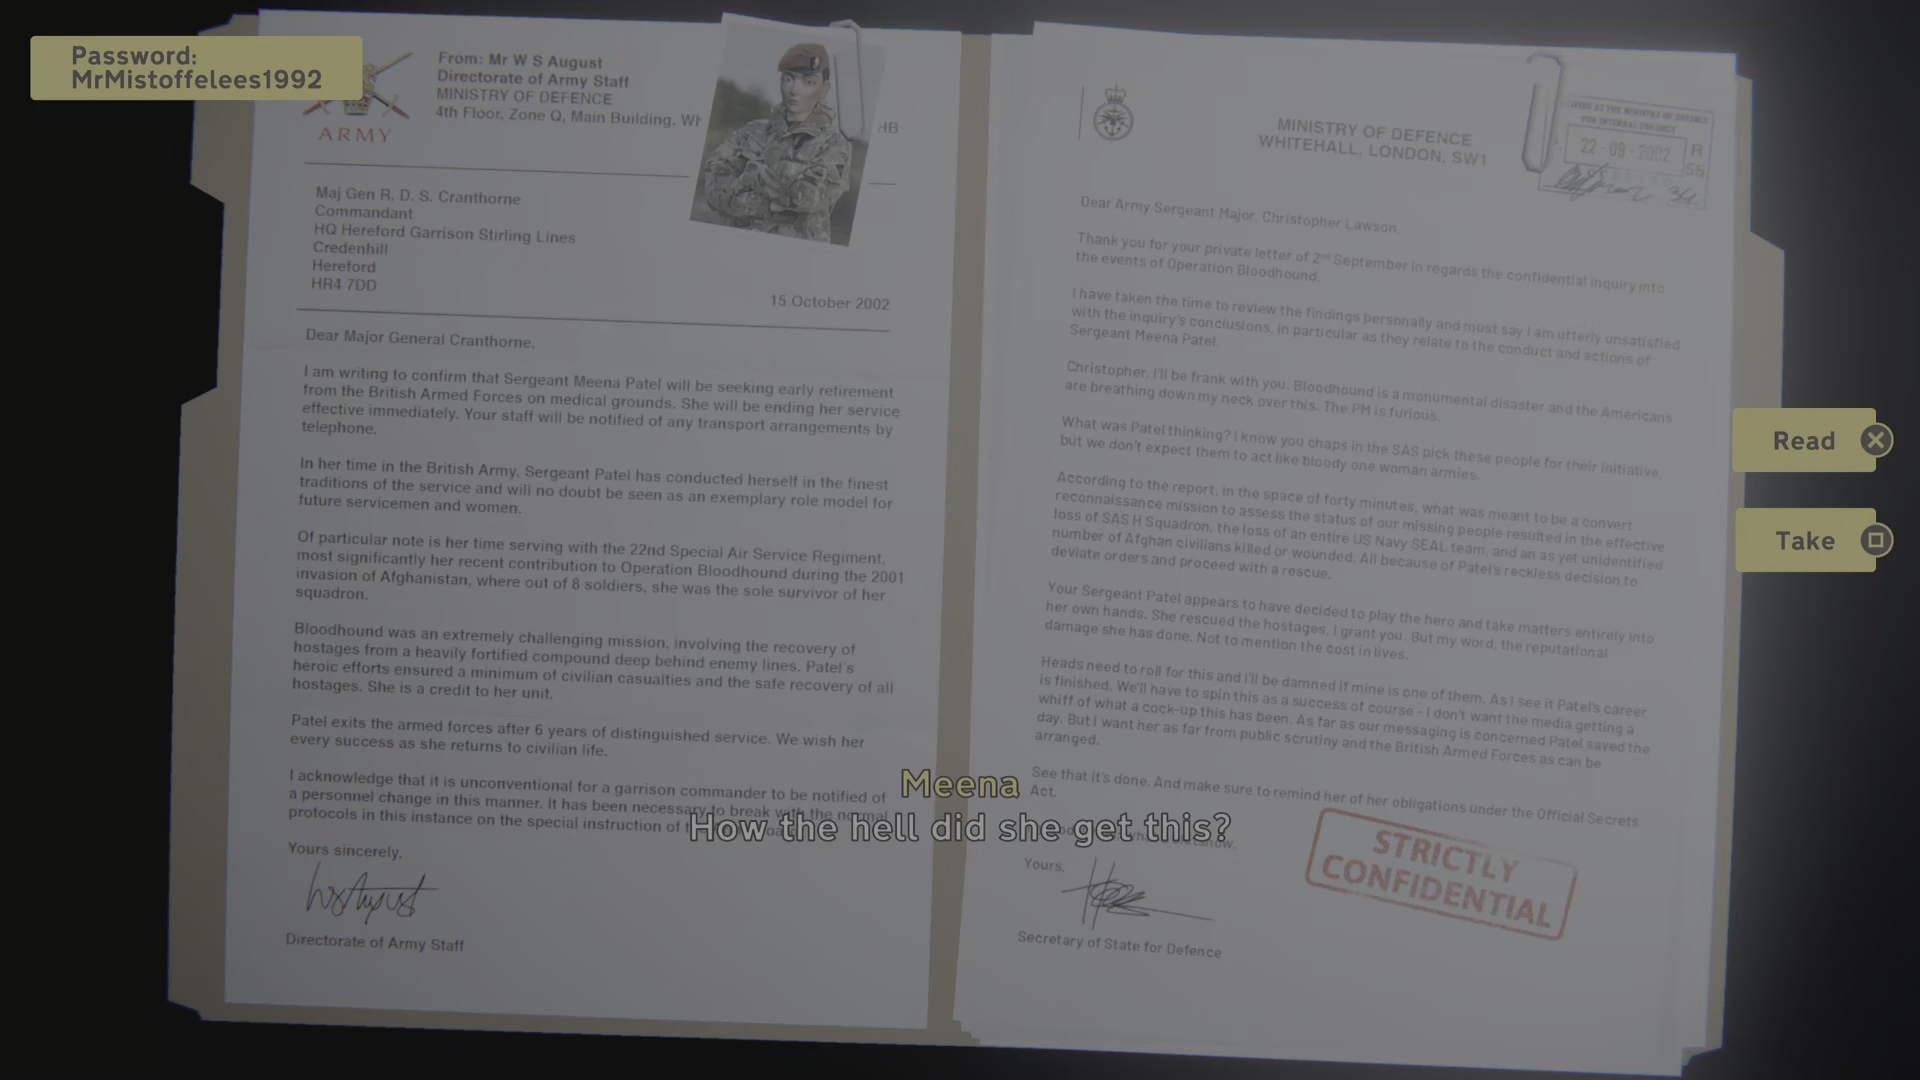 Password:
MrMistoffelees1992
ARMY
From: Mr W S August
Directorate of Army Staff
MINISTRY OF DEFENCE
4th Floor, Zone Q, Main Building, Wh
HB
Maj Gen R. D. S. Cranthorne
Commandant
HQ Hereford Garrison Stirling Lines
Credenhill
Hereford
HR4 7DD
15 October 2002
Dear Major General Cranthorne,
I am writing to confirm that Sergeant Meena Patel will be seeking early retirement
from the British Armed Forces on medical grounds. She will be ending her service
effective immediately. Your staff will be notified of any transport arrangements by
telephone.
In her time in the British Army, Sergeant Patel has conducted herself in the finest
traditions of the service and will no doubt be seen as an exemplary role model for
future servicemen and women.
Of particular note is her time serving with the 22nd Special Air Service Regiment,
most significantly her recent contribution to Operation Bloodhound during the 2001
invasion of Afghanistan, where out of 8 soldiers, she was the sole survivor of her
squadron.
Bloodhound was an extremely challenging mission, involving the recovery of
hostages from a heavily fortified compound deep behind enemy lines. Patel's
heroic efforts ensured a minimum of civilian casualties and the safe recovery of all
hostages. She is a credit to her unit.
Patel exits the armed forces after 6 years of distinguished service. We wish her
every success as she returns to civilian life.
I acknowledge that it is unconventional for a garrison commander to be notified of
a personnel change in this manner. It has been necessary to break with the normal
protocols in this instance on the special instruction of
Yours sincerely,
Directorate of Army Staff
MINISTRY OF DEFENCE
WHITEHALL, LONDON, SW1
MINISTRY OF DEFENCE
FOR INTERNAL USE ONLY
22-09-2002
R
55
Dear Army Sergeant Major, Christopher Lawson,
Thank you for your private letter of 2nd September in regards the confidential inquiry into
the events of Operation Bloodhound.
I have taken the time to review the findings personally and must say I am utterly unsatisfied
with the inquiry's conclusions, in particular as they relate to the conduct and actions of
Sergeant Meena Patel.
Christopher, I'll be frank with you. Bloodhound is a monumental disaster and the Americans
are breathing down my neck over this. The PM is furious.
What was Patel thinking? I know you chaps in the SAS pick these people for their initiative,
but we don't expect them to act like bloody one woman armies.
According to the report, in the space of forty minutes, what was meant to be a convert
reconnaissance mission to assess the status of our missing people resulted in the effective
loss of SAS H Squadron, the loss of an entire US Navy SEAL team, and an as yet unidentified
number of Afghan civilians killed or wounded. All because of Patel's reckless decision to
deviate orders and proceed with a rescue.
Your Sergeant Patel appears to have decided to play the hero and take matters entirely into
her own hands. She rescued the hostages, I grant you. But my word, the reputational
damage she has done. Not to mention the cost in lives.
Heads need to roll for this and I'll be damned if mine is one of them. As I see it Patel's career
is finished. We'll have to spin this as a success of course - I don't want the media getting a
whiff of what a cock-up this has been. As far as our messaging is concerned Patel saved the
day. But I want her as far from public scrutiny and the British Armed Forces as can be
arranged.
See that it's done. And make sure to remind her of her obligations under the Official Secrets
Act.
Yours,
Secretary of State for Defence
STRICTLY
CONFIDENTIAL
Read
Take
Meena
How the hell did she get this?